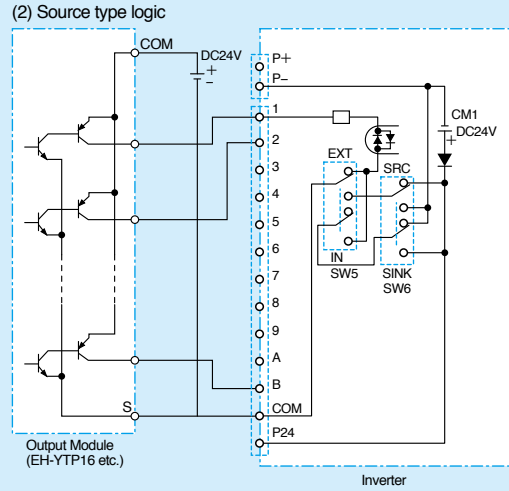 (2) Source type logic
COM
DC24V
+
-
P+
P-
1
2
3
4
5
6
7
8
9
A
B
COM
P24
S
EXT
IN
SW5
SRC
SINK
SW6
CM1
DC24V
+
Output Module
(EH-YTP16 etc.)
Inverter